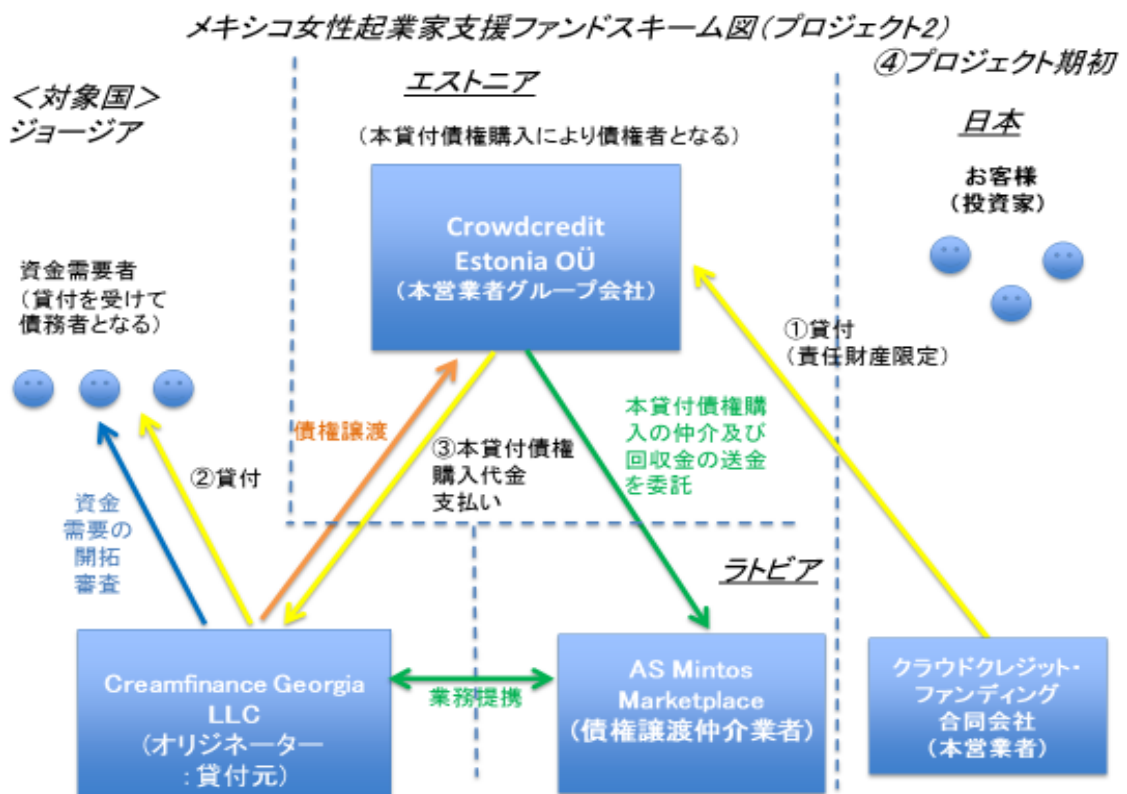 メキシコ女性起業家支援ファンドスキーム図(プロジェクト2)
④プロジェクト期初
<対象国>
ジョージア
エストニア
日本
(本貸付債権購入により債権者となる)
お客様
(投資家)
Crowdcredit
Estonia OÜ
(本営業者グループ会社)
資金需要者
(貸付を受けて
債務者となる)
①貸付
(責任財産限定)
債権譲渡
③本貸付債権
購入代金
支払い
本貸付債権購
入の仲介及び
回収金の送金
を委託
②貸付
資金
需要の
開拓
審査
ラトビア
Creamfinance Georgia
LLC
(オリジネーター
:貸付元)
業務提携
AS Mintos
Marketplace
(債権譲渡仲介業者)
クラウドクレジット・
ファンディング
合同会社
(本営業者)